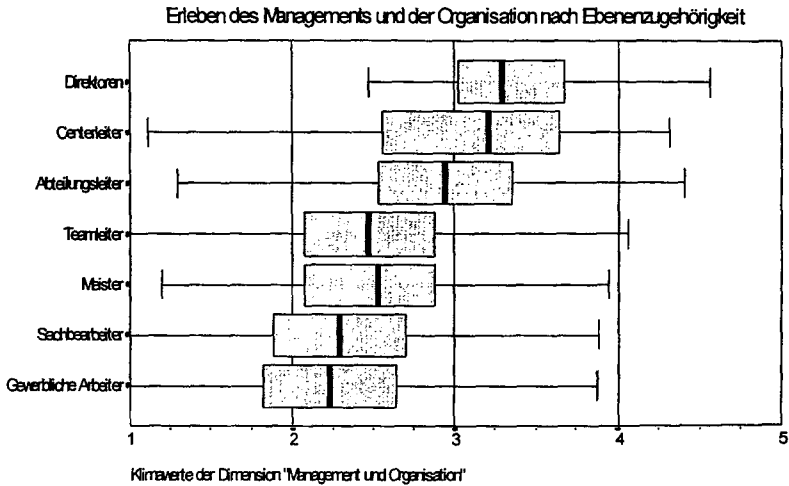 Erleben des Managements und der Organisation nach Ebenenzugehörigkeit
Direktoren
Centerleiter
Abteilungsleiter
Teamleiter
Meister
Sachbearbeiter
Gewerbliche Arbeiter
1 2 3 4 5
Klimawerte der Dimension "Management und Organisation"